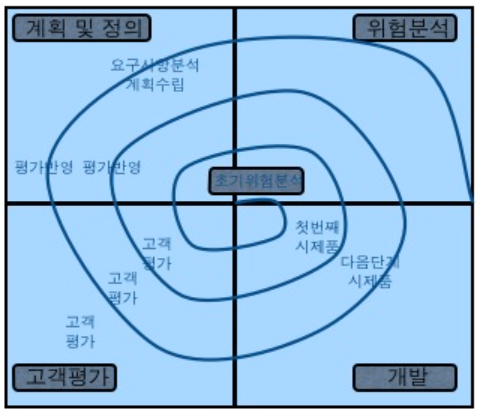 계획 및 정의
위험분석
요구사항분석
계획수립
평가반영 평가반영
초기위험분석
첫번째
시제품
다음단계
시제품
고객
평가
고객
평가
고객
평가
고객평가
개발